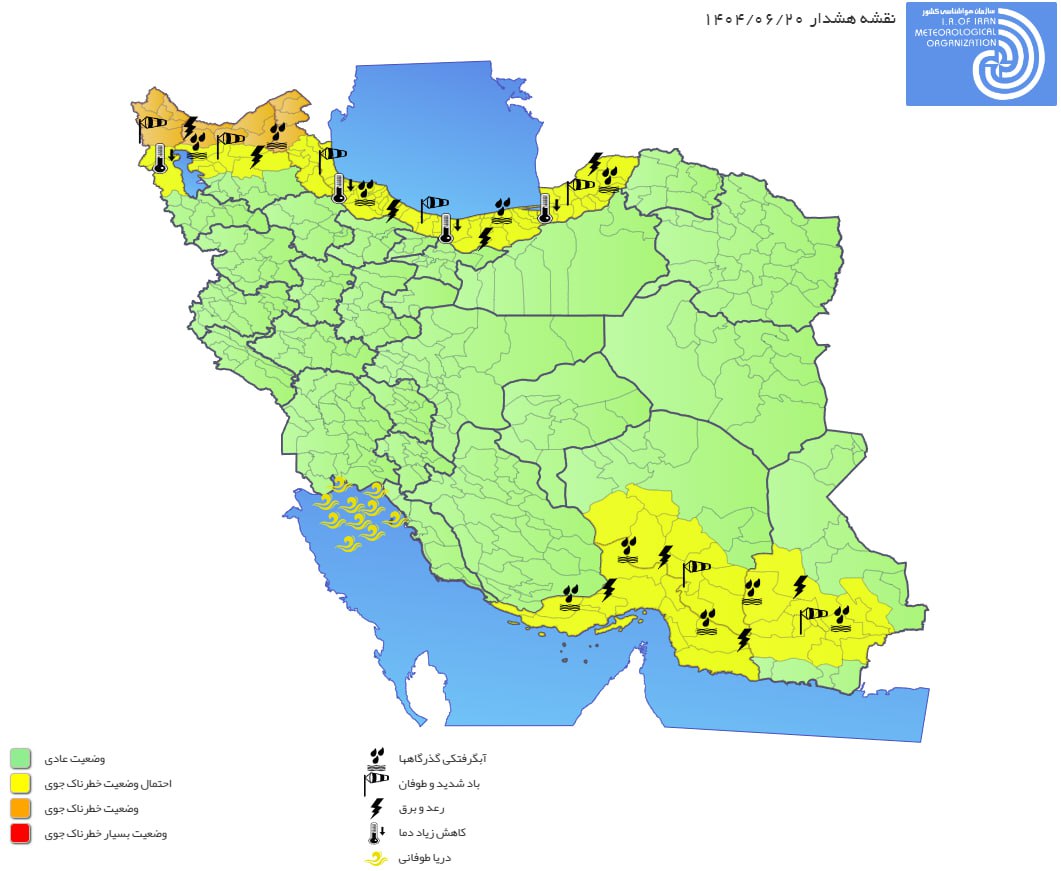 سازمان هواشناسی کشور
I.R. OF IRAN
METEOROLOGICAL
ORGANIZATION
نقشه هشدار ۱۴۰۴/۰۶/۲۰
آبگرفتگی گذرگاهها
باد شدید و طوفان
رعد و برق
کاهش زیاد دما
دریا طوفانی
وضعیت عادی
احتمال وضعیت خطرناک جوی
وضعیت خطرناک جوی
وضعیت بسیار خطرناک جوی